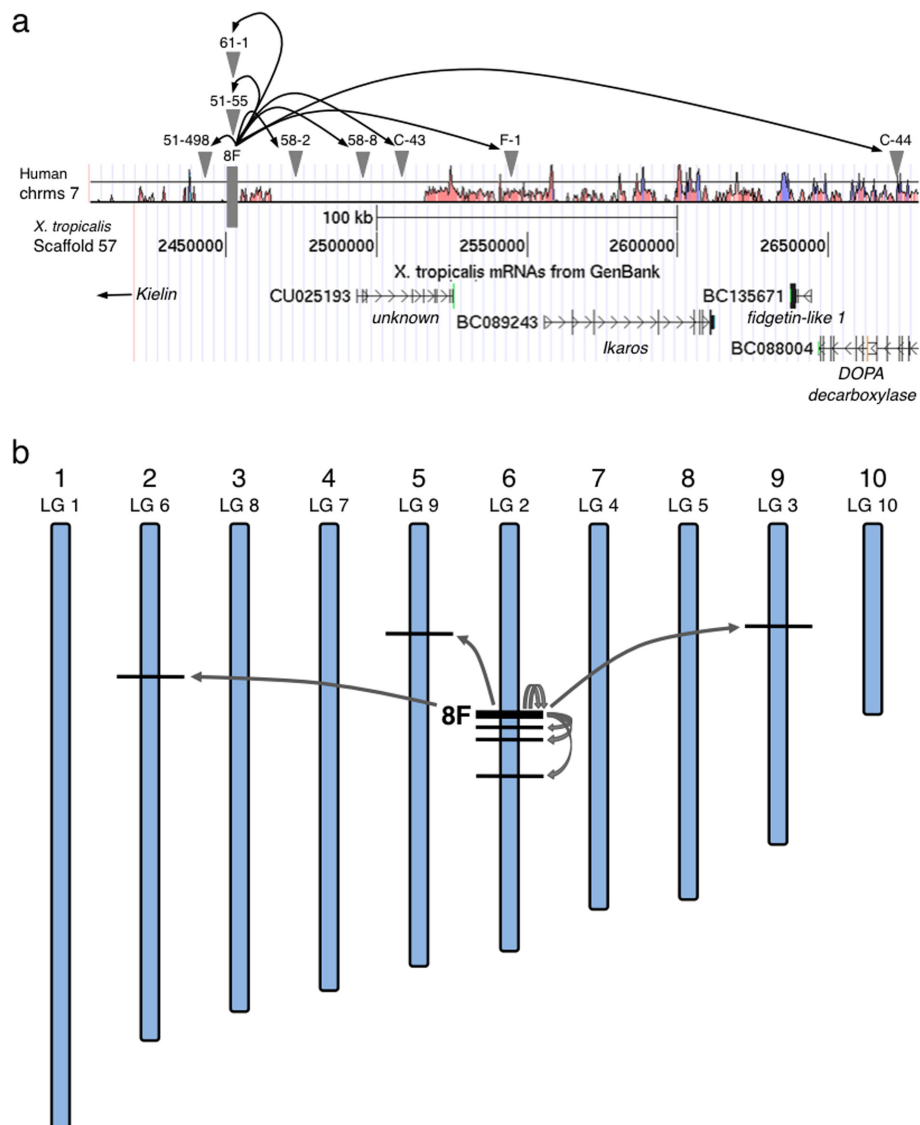 a
61-1
51-55
51-498 8F 58-2 58-8 C-43 F-1 C-44
Human
chrms 7
100 kb
X. tropicalis
Scaffold 57 2450000 2500000 2550000 2600000 2650000
X. tropicalis mRNAs from GenBank
Kielin CU025193 BC135671
unknown BC089243 fidgetin-like 1
Ikaros BC088004
DOPA
decarboxylase
b
1 2 3 4 5 6 7 8 9 10
LG 1 LG 6 LG 8 LG 7 LG 9 LG 2 LG 4 LG 5 LG 3 LG 10
8F